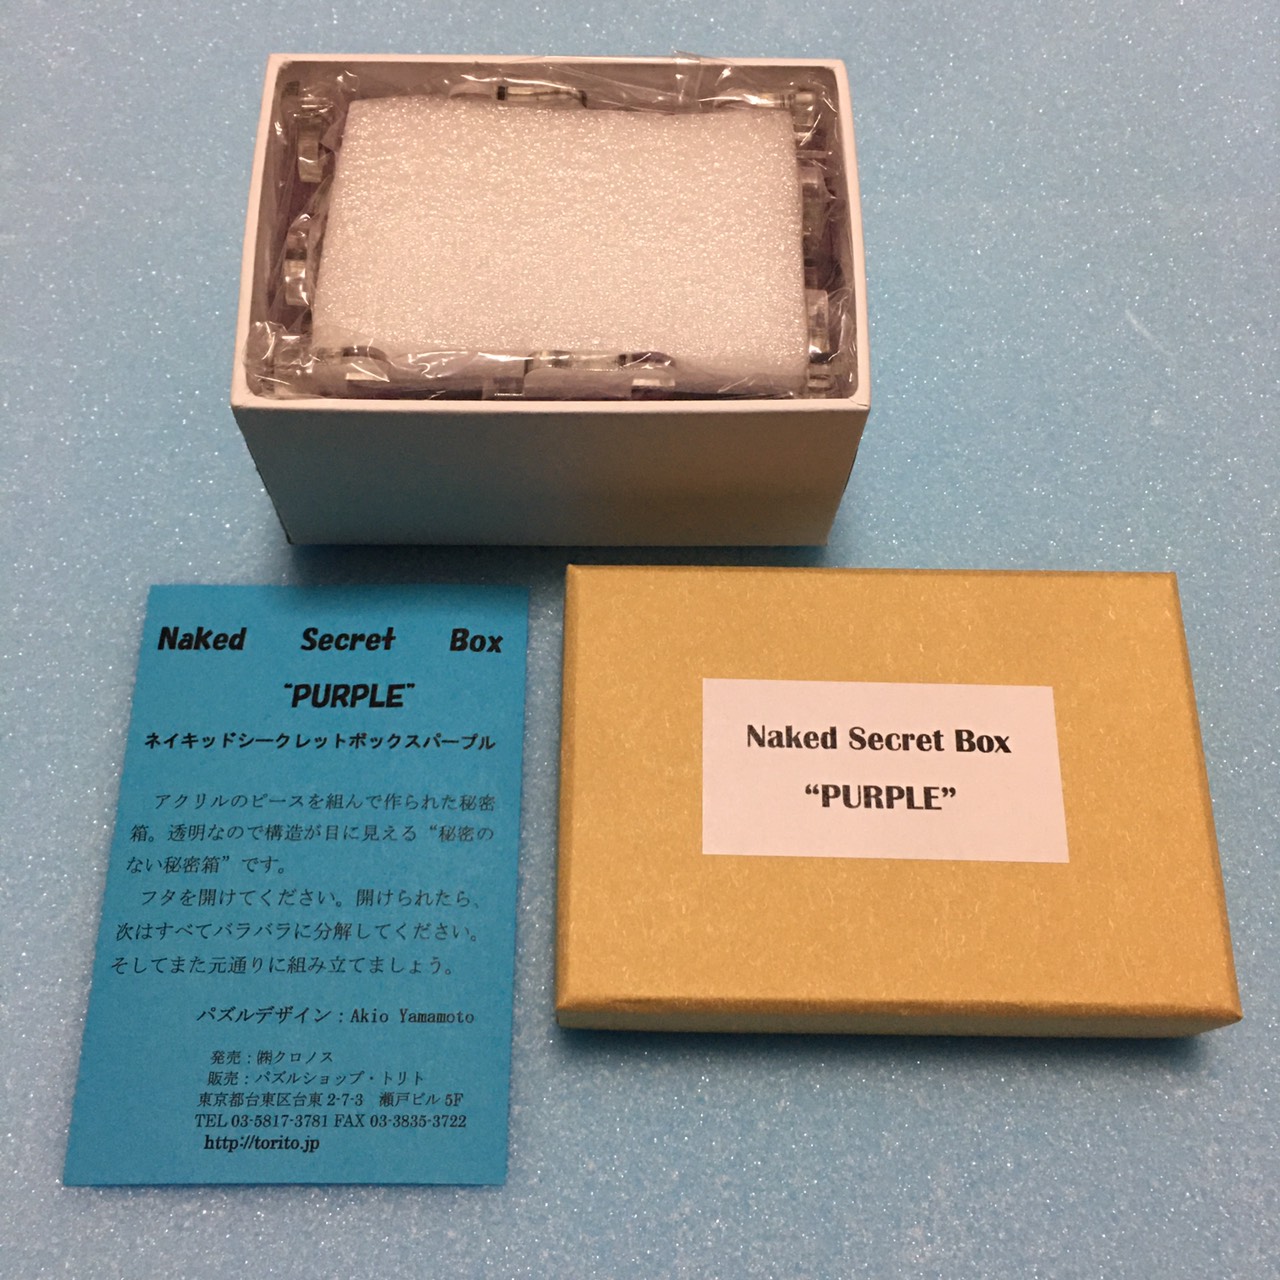 Naked Secret Box
"PURPLE"
ネイキッドシークレットボックスパープル
アクリルのピースを組んで作られた秘密
箱。透明なので構造が目に見える“秘密の
ない秘密箱”です。
フタを開けてください。開けられたら、
次はすべてバラバラに分解してください。
そしてまた元通りに組み立てましょう。
パズルデザイン：Akio Yamamoto
発売：㈱クロノス
販売：パズルショップ・トリト
東京都台東区台東 2-7-3　瀬戸ビル 5F
TEL 03-5817-3781 FAX 03-3835-3722
http://torito.jp
Naked Secret Box
“PURPLE”